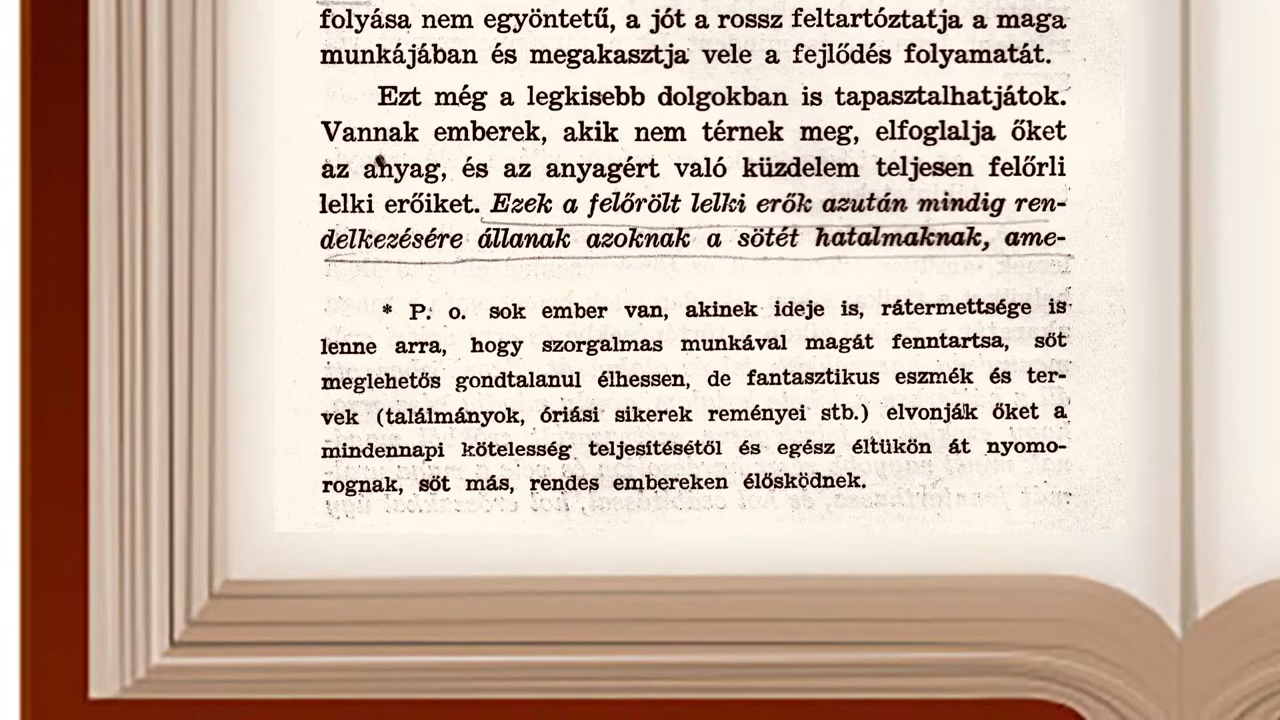 folyása nem egyöntetű, a jót a rossz feltartóztatja a maga
munkájában és megakasztja vele a fejlődés folyamatát.
Ezt még a legkisebb dolgokban is tapasztalhatjátok.
Vannak emberek, akik nem térnek meg, elfoglalja őket
az anyag, és az anyagért való küzdelem teljesen felőrli
lelki erőiket. Ezek a felőrölt lelki erők azután mindig ren-
delkezésére állanak azoknak a sötét hatalmaknak, ame-
* P. o. sok ember van, akinek ideje is, rátermettsége is
lenne arra, hogy szorgalmas munkával magát fenntartsa, sőt
meglehetős gondtalanul élhessen, de fantasztikus eszmék és ter-
vek (találmányok, óriási sikerek reményei stb.) elvonják őket a
mindennapi kötelesség teljesítésétől és egész éltükön át nyomo-
rognak, sőt más, rendes embereken élősködnek.